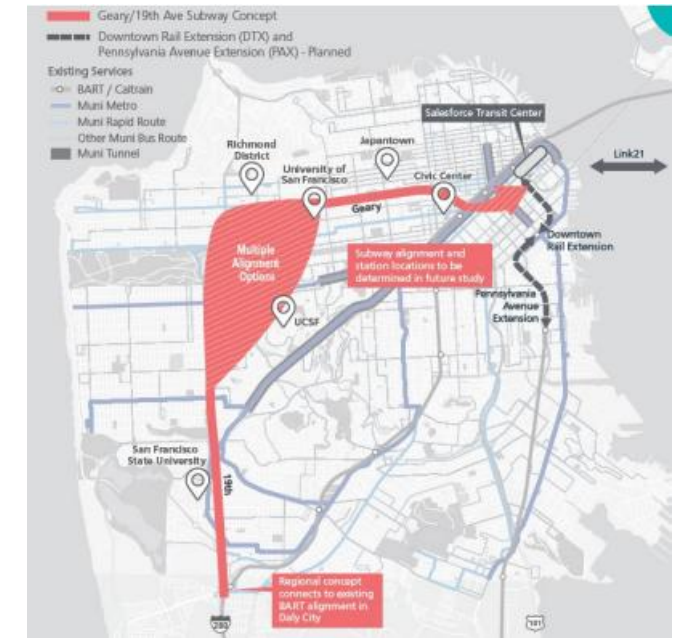 Geary/19th Ave Subway Concept
Downtown Rail Extension (DTX) and
Pennsylvania Avenue Extension (PAX) - Planned
Existing Services
BART / Caltrain
Muni Metro
Muni Rapid Route
Other Muni Bus Route
Muni Tunnel
Salesforce Transit Center
Link21
Richmond
District
Japantown
University of
San Francisco
Civic Center
Geary
Downtown
Rail Extension
Multiple
Alignment
Options
Subway alignment and
station locations to be
determined in future study
Pennsylvania
Avenue
Extension
UCSF
San Francisco
State University
19th
Regional concept
connects to existing
BART alignment in
Daly City
280
101